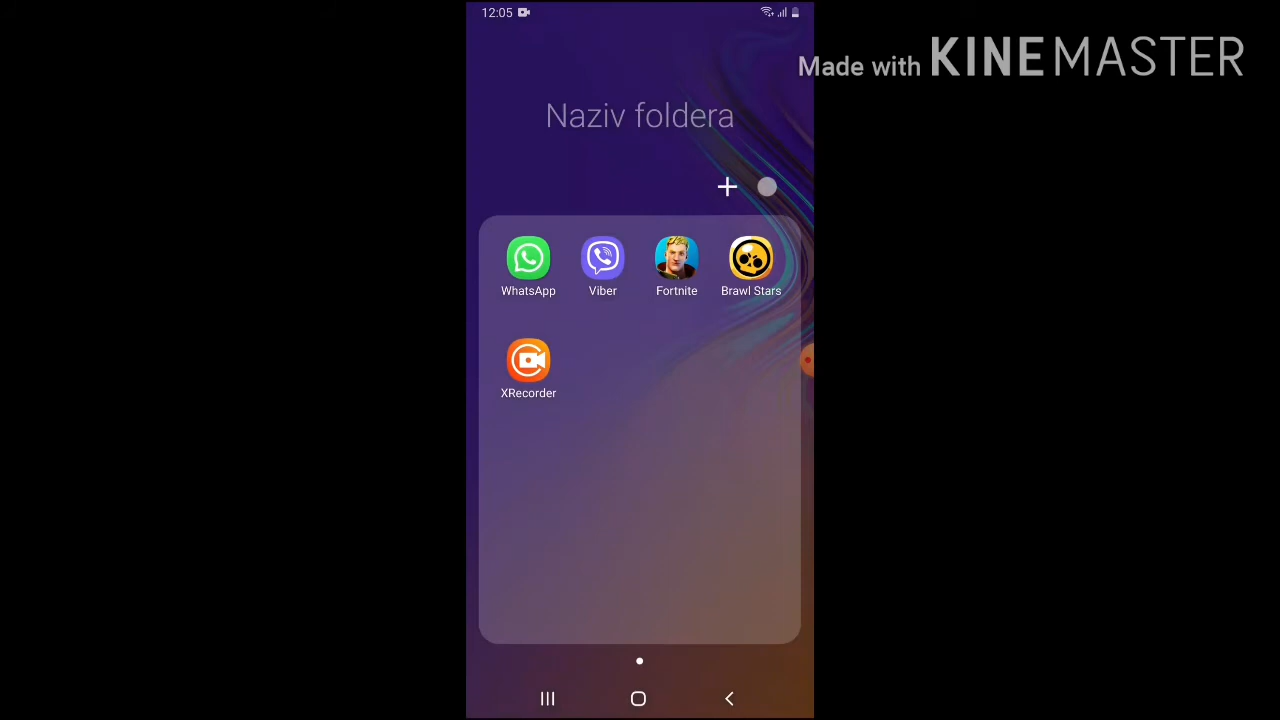 12:05
Made with KINEMASTER
Naziv foldera
WhatsApp
Viber
Fortnite
Brawl Stars
XRecorder